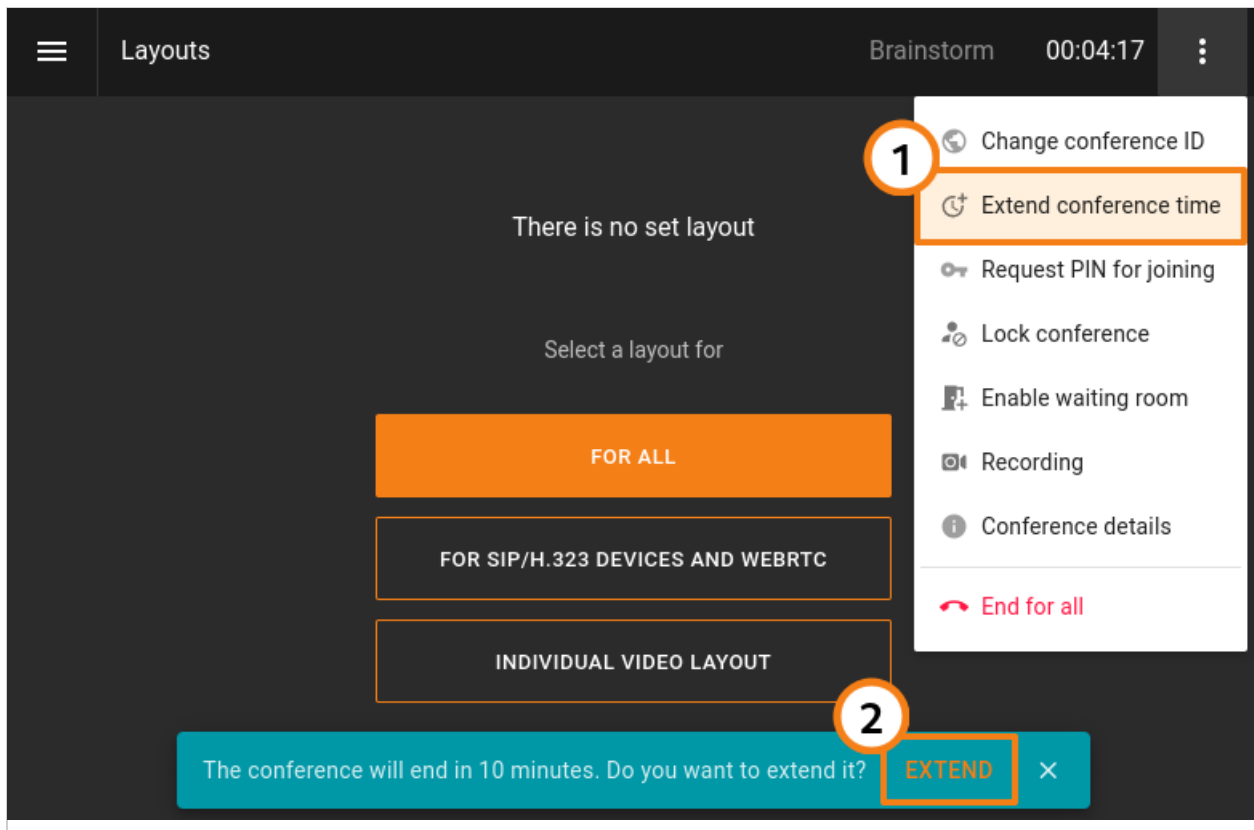 Layouts
Brainstorm
00:04:17
1
Change conference ID
Extend conference time
Request PIN for joining
Lock conference
Enable waiting room
Recording
Conference details
End for all
There is no set layout
Select a layout for
FOR ALL
FOR SIP/H.323 DEVICES AND WEBRTC
INDIVIDUAL VIDEO LAYOUT
2
The conference will end in 10 minutes. Do you want to extend it?
EXTEND